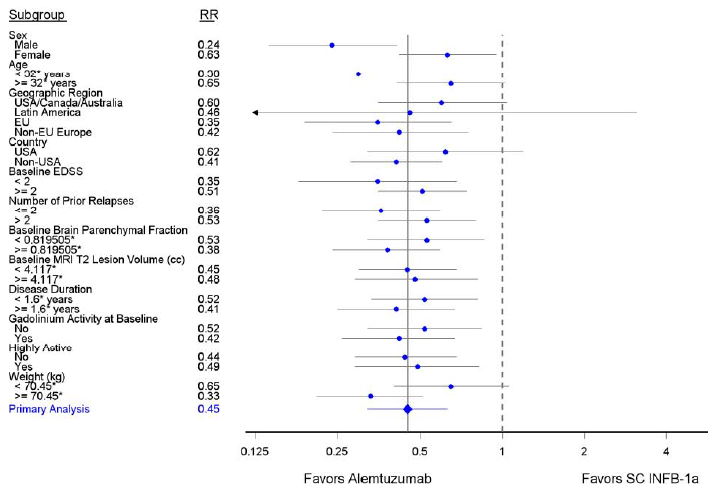 Subgroup RR
Sex
Male 0.24
Female 0.63
Age
< 32* years 0.30
>= 32* years 0.65
Geographic Region
USA/Canada/Australia 0.60
Latin America 0.46
EU 0.35
Non-EU Europe 0.42
Country
USA 0.62
Non-USA 0.41
Baseline EDSS
< 2 0.35
>= 2 0.51
Number of Prior Relapses
<= 2 0.36
> 2 0.53
Baseline Brain Parenchymal Fraction
< 0.819505* 0.53
>= 0.819505* 0.38
Baseline MRI T2 Lesion Volume (cc)
< 4.117* 0.45
>= 4.117* 0.48
Disease Duration
< 1.6* years 0.52
>= 1.6* years 0.41
Gadolinium Activity at Baseline
No 0.52
Yes 0.42
Highly Active
No 0.44
Yes 0.49
Weight (kg)
< 70.45* 0.65
>= 70.45* 0.33
Primary Analysis 0.45
0.125 0.25 0.5 1 2 4
Favors Alemtuzumab Favors SC INFB-1a